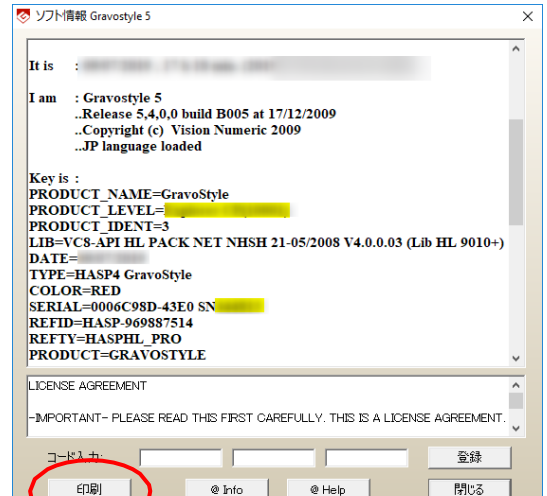 ソフト情報 Gravostyle 5
It is :
I am : Gravostyle 5
..Release 5,4,0,0 build B005 at 17/12/2009
..Copyright (c) Vision Numeric 2009
..JP language loaded
Key is :
PRODUCT_NAME=GravoStyle
PRODUCT_LEVEL=
PRODUCT_IDENT=3
LIB=VC8-API HL PACK NET NHSH 21-05/2008 V4.0.0.03 (Lib HL 9010+)
DATE=
TYPE=HASP4 GravoStyle
COLOR=RED
SERIAL=0006C98D-43E0 SN
REFID=HASP-969887514
REFTY=HASPHL_PRO
PRODUCT=GRAVOSTYLE
LICENSE AGREEMENT
-IMPORTANT- PLEASE READ THIS FIRST CAREFULLY. THIS IS A LICENSE AGREEMENT.
コード入力: 登録
印刷 @ Info @ Help 閉じる